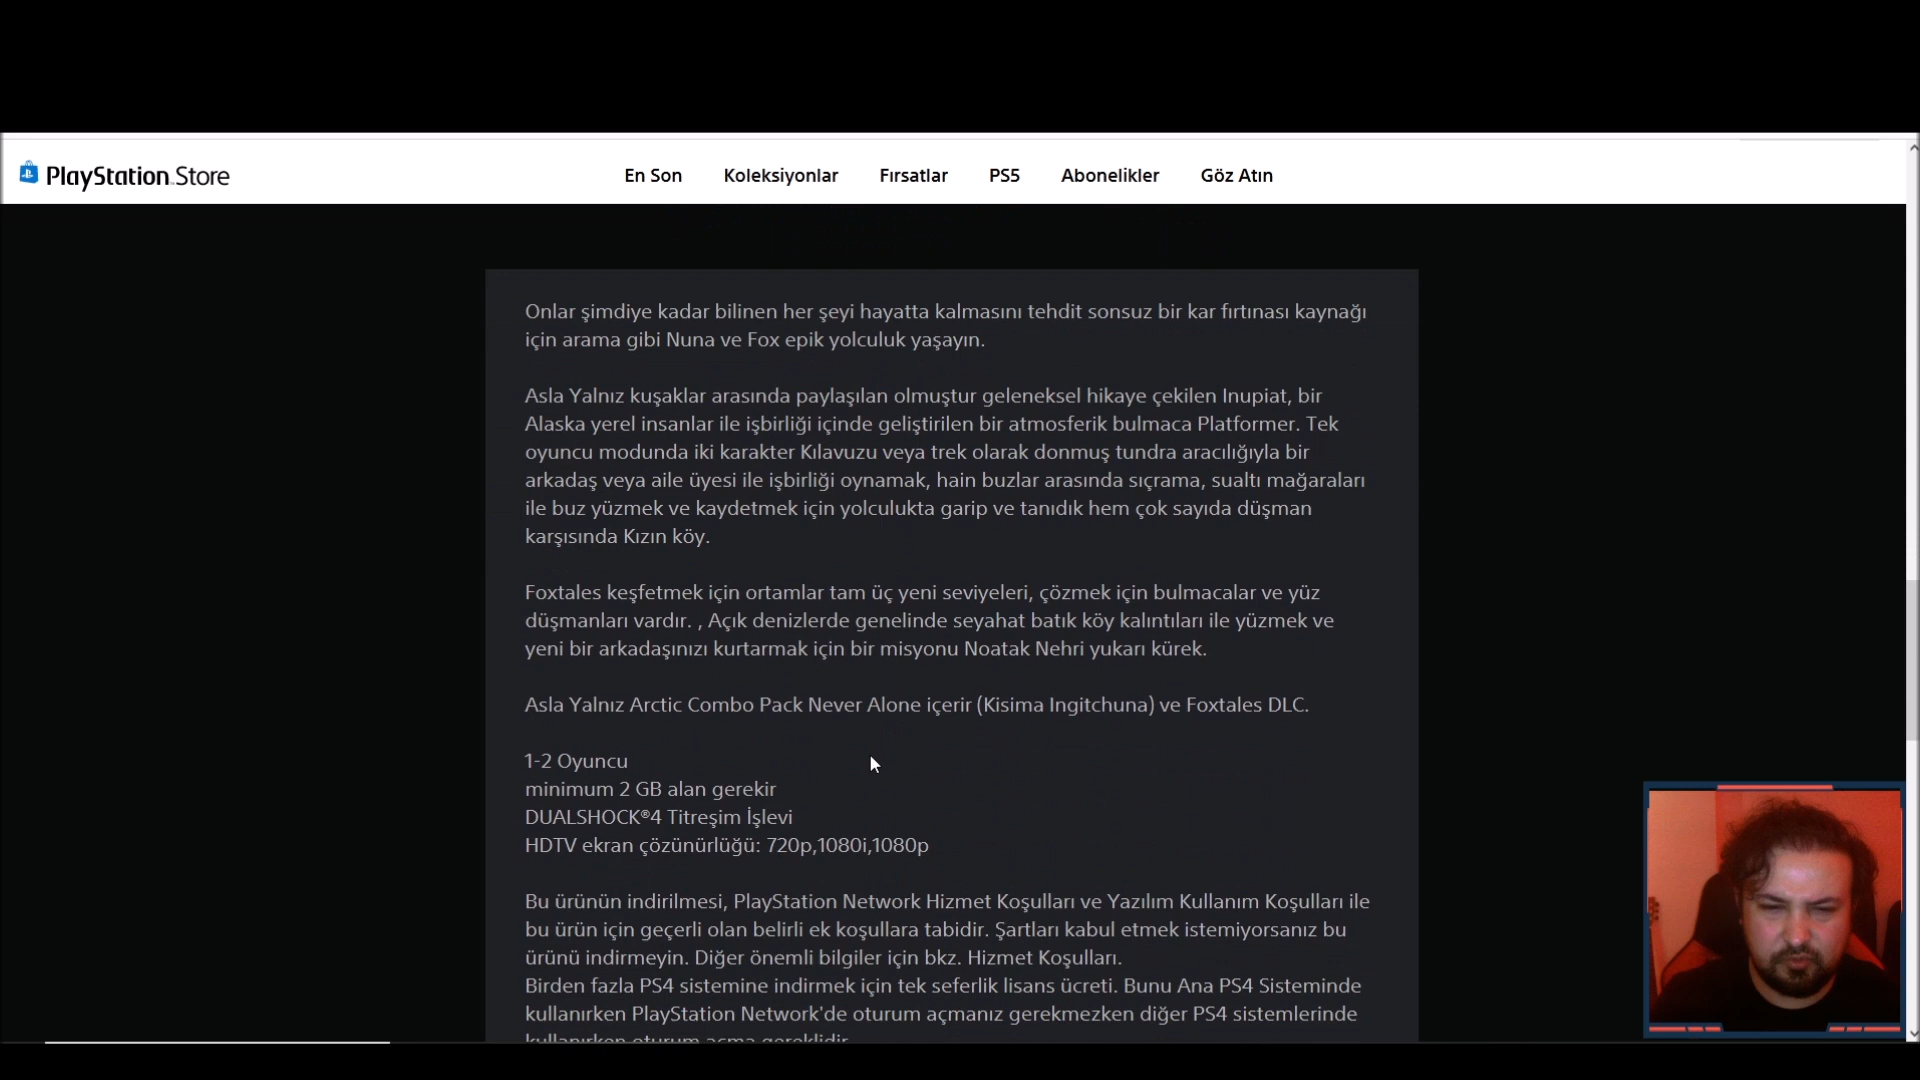 PlayStation Store
En Son
Koleksiyonlar
Fırsatlar
PS5
Abonelikler
Göz Atın
Onlar şimdiye kadar bilinen her şeyi hayatta kalmasını tehdit sonsuz bir kar fırtınası kaynağı
için arama gibi Nuna ve Fox epik yolculuk yaşayın.
Asla Yalnız kuşaklar arasında paylaşılan olmuştur geleneksel hikaye çekilen Inupiat, bir
Alaska yerel insanlar ile işbirliği içinde geliştirilen bir atmosferik bulmaca Platformer. Tek
oyuncu modunda iki karakter Kılavuzu veya trek olarak donmuş tundra aracılığıyla bir
arkadaş veya aile üyesi ile işbirliği oynamak, hain buzlar arasında sıçrama, sualtı mağaraları
ile buz yüzmek ve kaydetmek için yolculukta garip ve tanıdık hem çok sayıda düşman
karşısında Kızın köy.
Foxtales keşfetmek için ortamlar tam üç yeni seviyeleri, çözmek için bulmacalar ve yüz
düşmanları vardır. , Açık denizlerde genelinde seyahat batık köy kalıntıları ile yüzmek ve
yeni bir arkadaşınızı kurtarmak için bir misyonu Noatak Nehri yukarı kürek.
Asla Yalnız Arctic Combo Pack Never Alone içerir (Kisima Ingitchuna) ve Foxtales DLC.
1-2 Oyuncu
minimum 2 GB alan gerekir
DUALSHOCK®4 Titreşim İşlevi
HDTV ekran çözünürlüğü: 720p,1080i,1080p
Bu ürünün indirilmesi, PlayStation Network Hizmet Koşulları ve Yazılım Kullanım Koşulları ile
bu ürün için geçerli olan belirli ek koşullara tabidir. Şartları kabul etmek istemiyorsanız bu
ürünü indirmeyin. Diğer önemli bilgiler için bkz. Hizmet Koşulları.
Birden fazla PS4 sistemine indirmek için tek seferlik lisans ücreti. Bunu Ana PS4 Sisteminde
kullanırken PlayStation Network'de oturum açmanız gerekmezken diğer PS4 sistemlerinde
kullanırken oturum açma gereklidir.